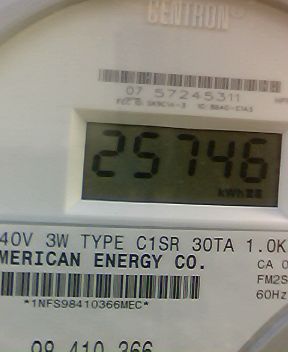 CENTRON®
07 57245311
25746
kWh
40V 3W TYPE C1SR 30TA 1.0K
MERICAN ENERGY CO.
CA 0
FM2S
60Hz
*1NFS98410366MEC*
98 410 366